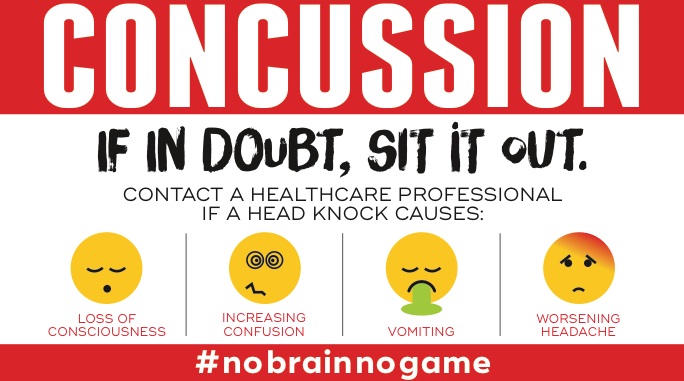 CONCUSSION
IF IN DOUBT, SIT IT OUT.
CONTACT A HEALTHCARE PROFESSIONAL
IF A HEAD KNOCK CAUSES:
LOSS OF
CONSCIOUSNESS
INCREASING
CONFUSION
VOMITING
WORSENING
HEADACHE
#nobrainnogame